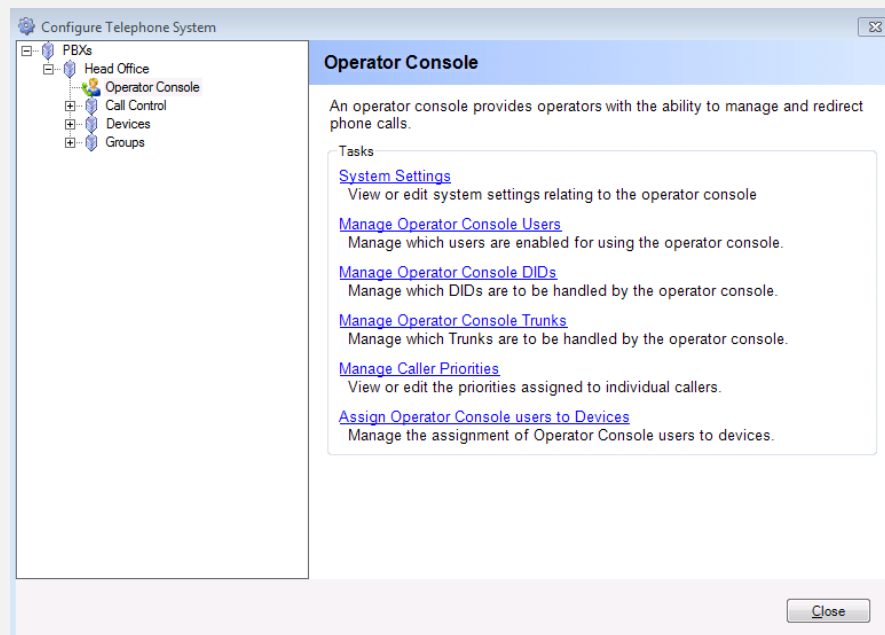 Configure Telephone System
PBXs
Head Office
Operator Console
Call Control
Devices
Groups
Operator Console
An operator console provides operators with the ability to manage and redirect
phone calls.
Tasks
System Settings
View or edit system settings relating to the operator console
Manage Operator Console Users
Manage which users are enabled for using the operator console.
Manage Operator Console DIDs
Manage which DIDs are to be handled by the operator console.
Manage Operator Console Trunks
Manage which Trunks are to be handled by the operator console.
Manage Caller Priorities
View or edit the priorities assigned to individual callers.
Assign Operator Console users to Devices
Manage the assignment of Operator Console users to devices.
Close